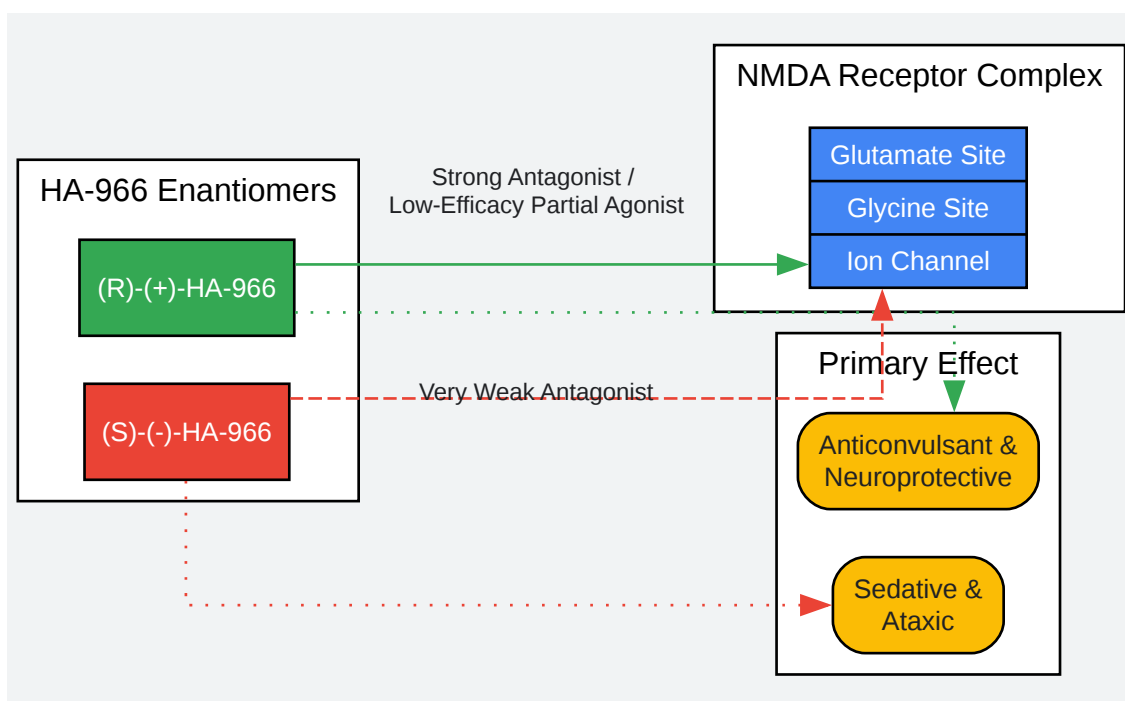 HA-966 Enantiomers
(R)-(+)-HA-966
(S)-(-)-HA-966
Strong Antagonist /
Low-Efficacy Partial Agonist
Very Weak Antagonist
NMDA Receptor Complex
Glutamate Site
Glycine Site
Ion Channel
Primary Effect
Anticonvulsant &
Neuroprotective
Sedative &
Ataxic